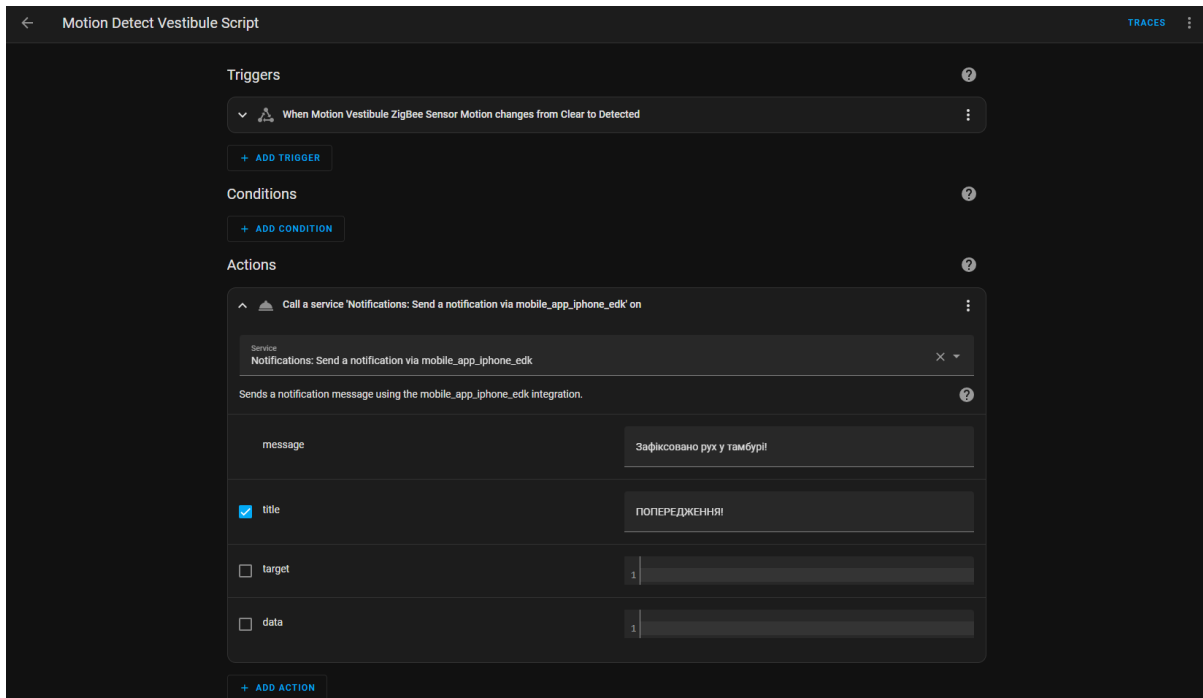 Motion Detect Vestibule Script
TRACES
Triggers
When Motion Vestibule ZigBee Sensor Motion changes from Clear to Detected
+ ADD TRIGGER
Conditions
+ ADD CONDITION
Actions
Call a service 'Notifications: Send a notification via mobile_app_iphone_edk' on
Service
Notifications: Send a notification via mobile_app_iphone_edk
Sends a notification message using the mobile_app_iphone_edk integration.
message
Зафіксовано рух у тамбурі!
title
ПОПЕРЕДЖЕННЯ!
target
1
data
1
+ ADD ACTION